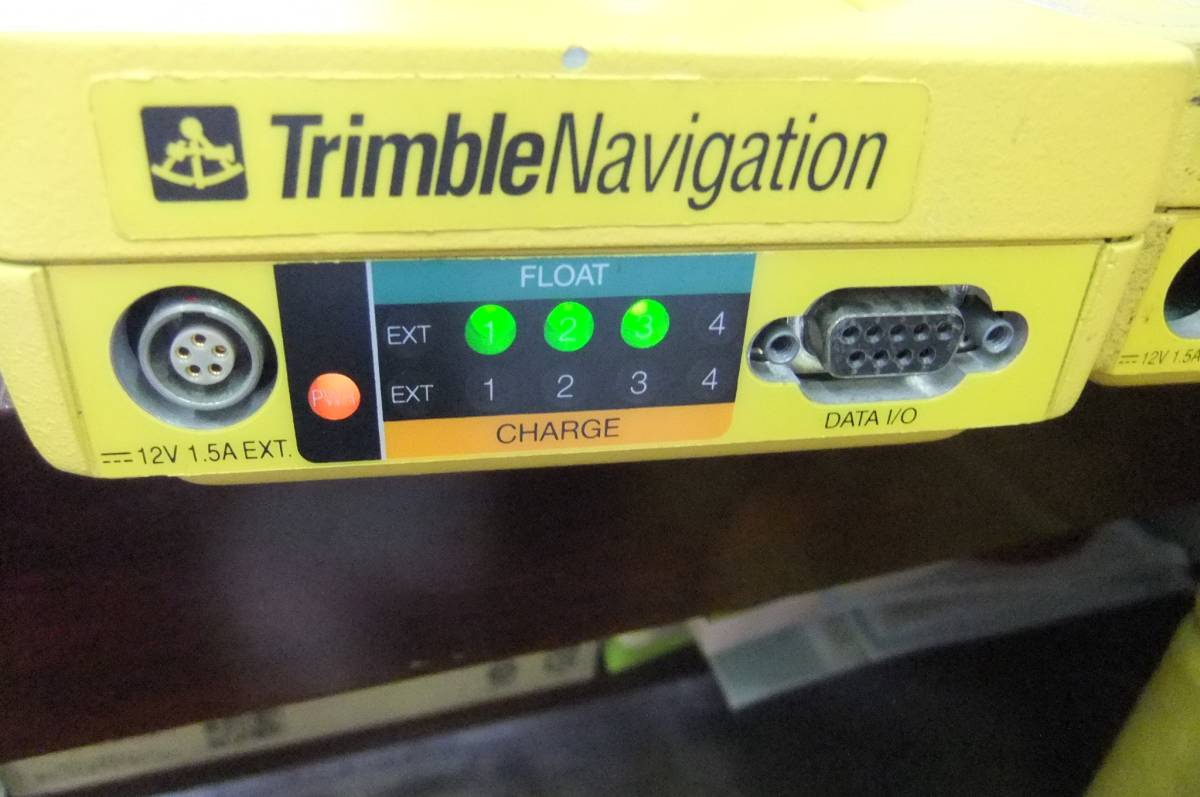 TrimbleNavigation
FLOAT
EXT 1 2 3 4
PWR
EXT 1 2 3 4
CHARGE
12V 1.5A EXT.
DATA I/O
12V 1.5A